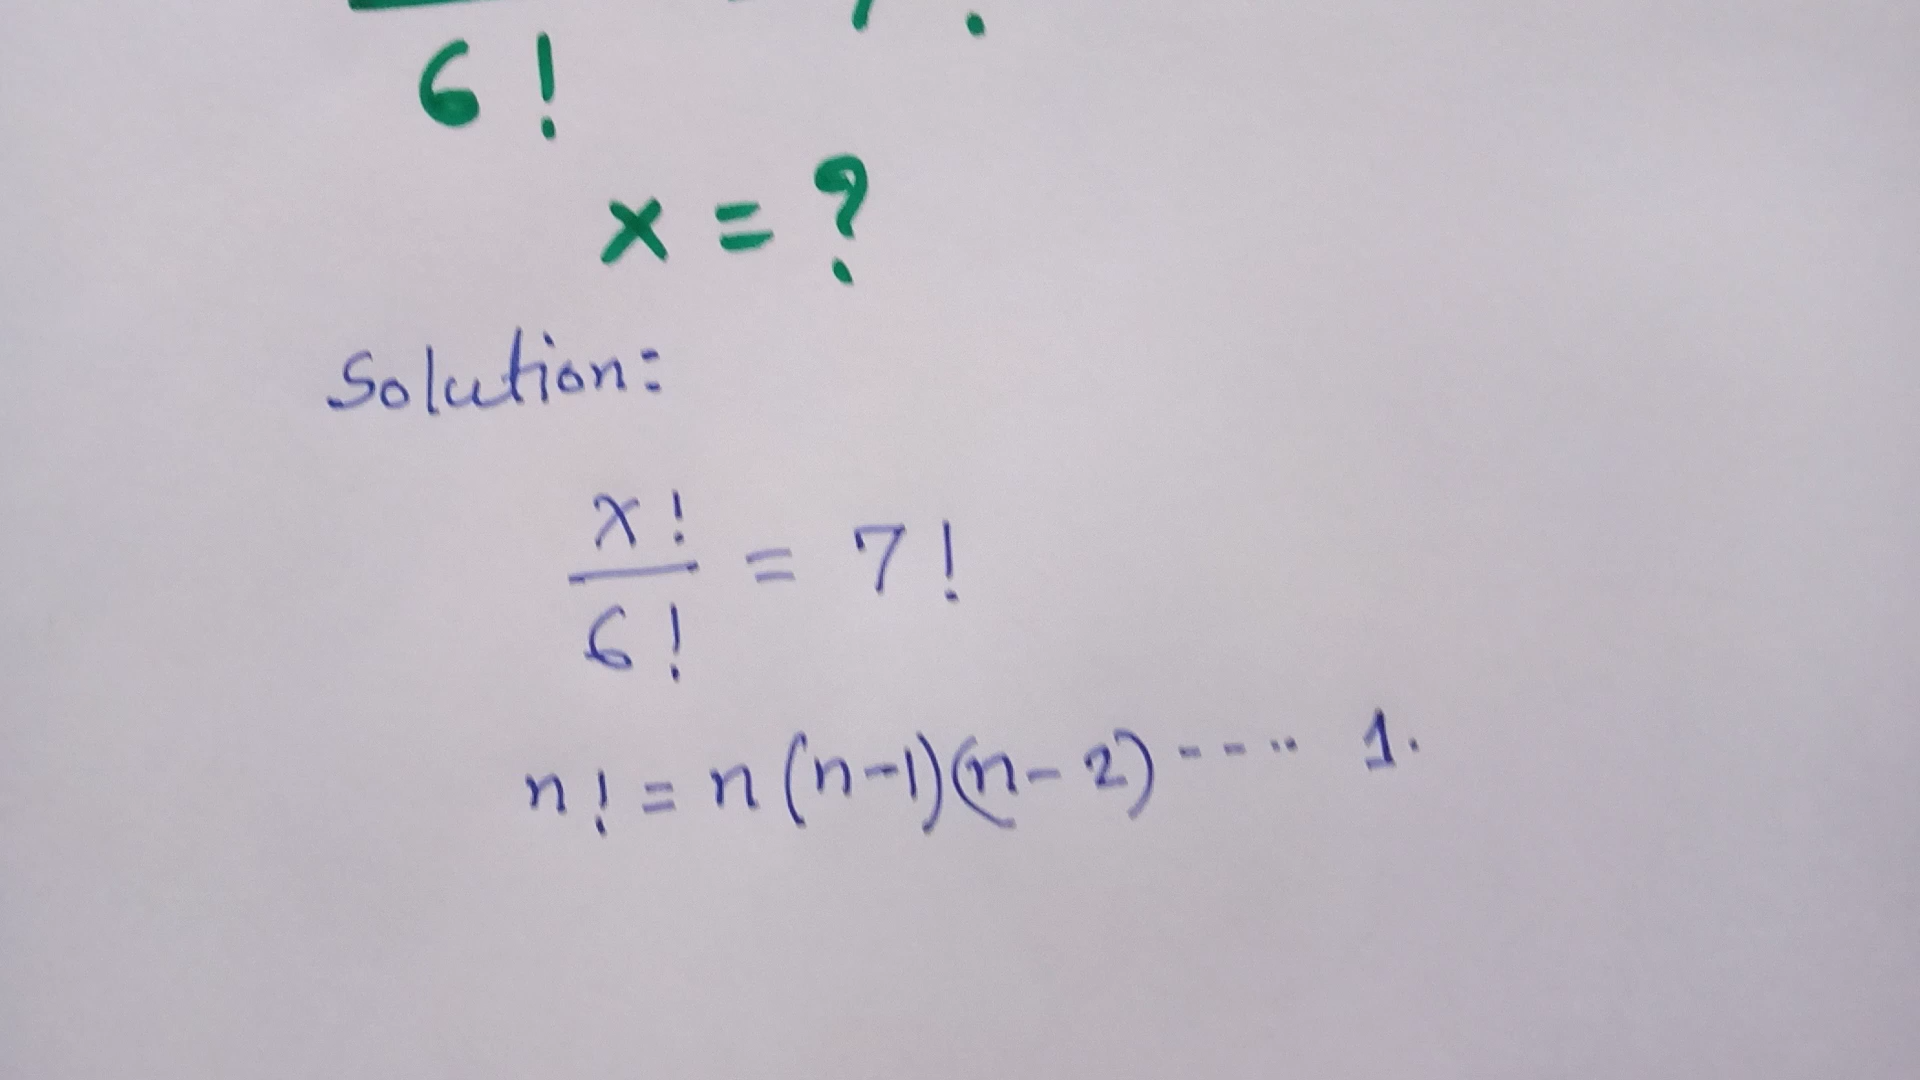 6!
x = ?
Solution:
x!/6! = 7!
n! = n(n-1)(n-2) ---- 1.